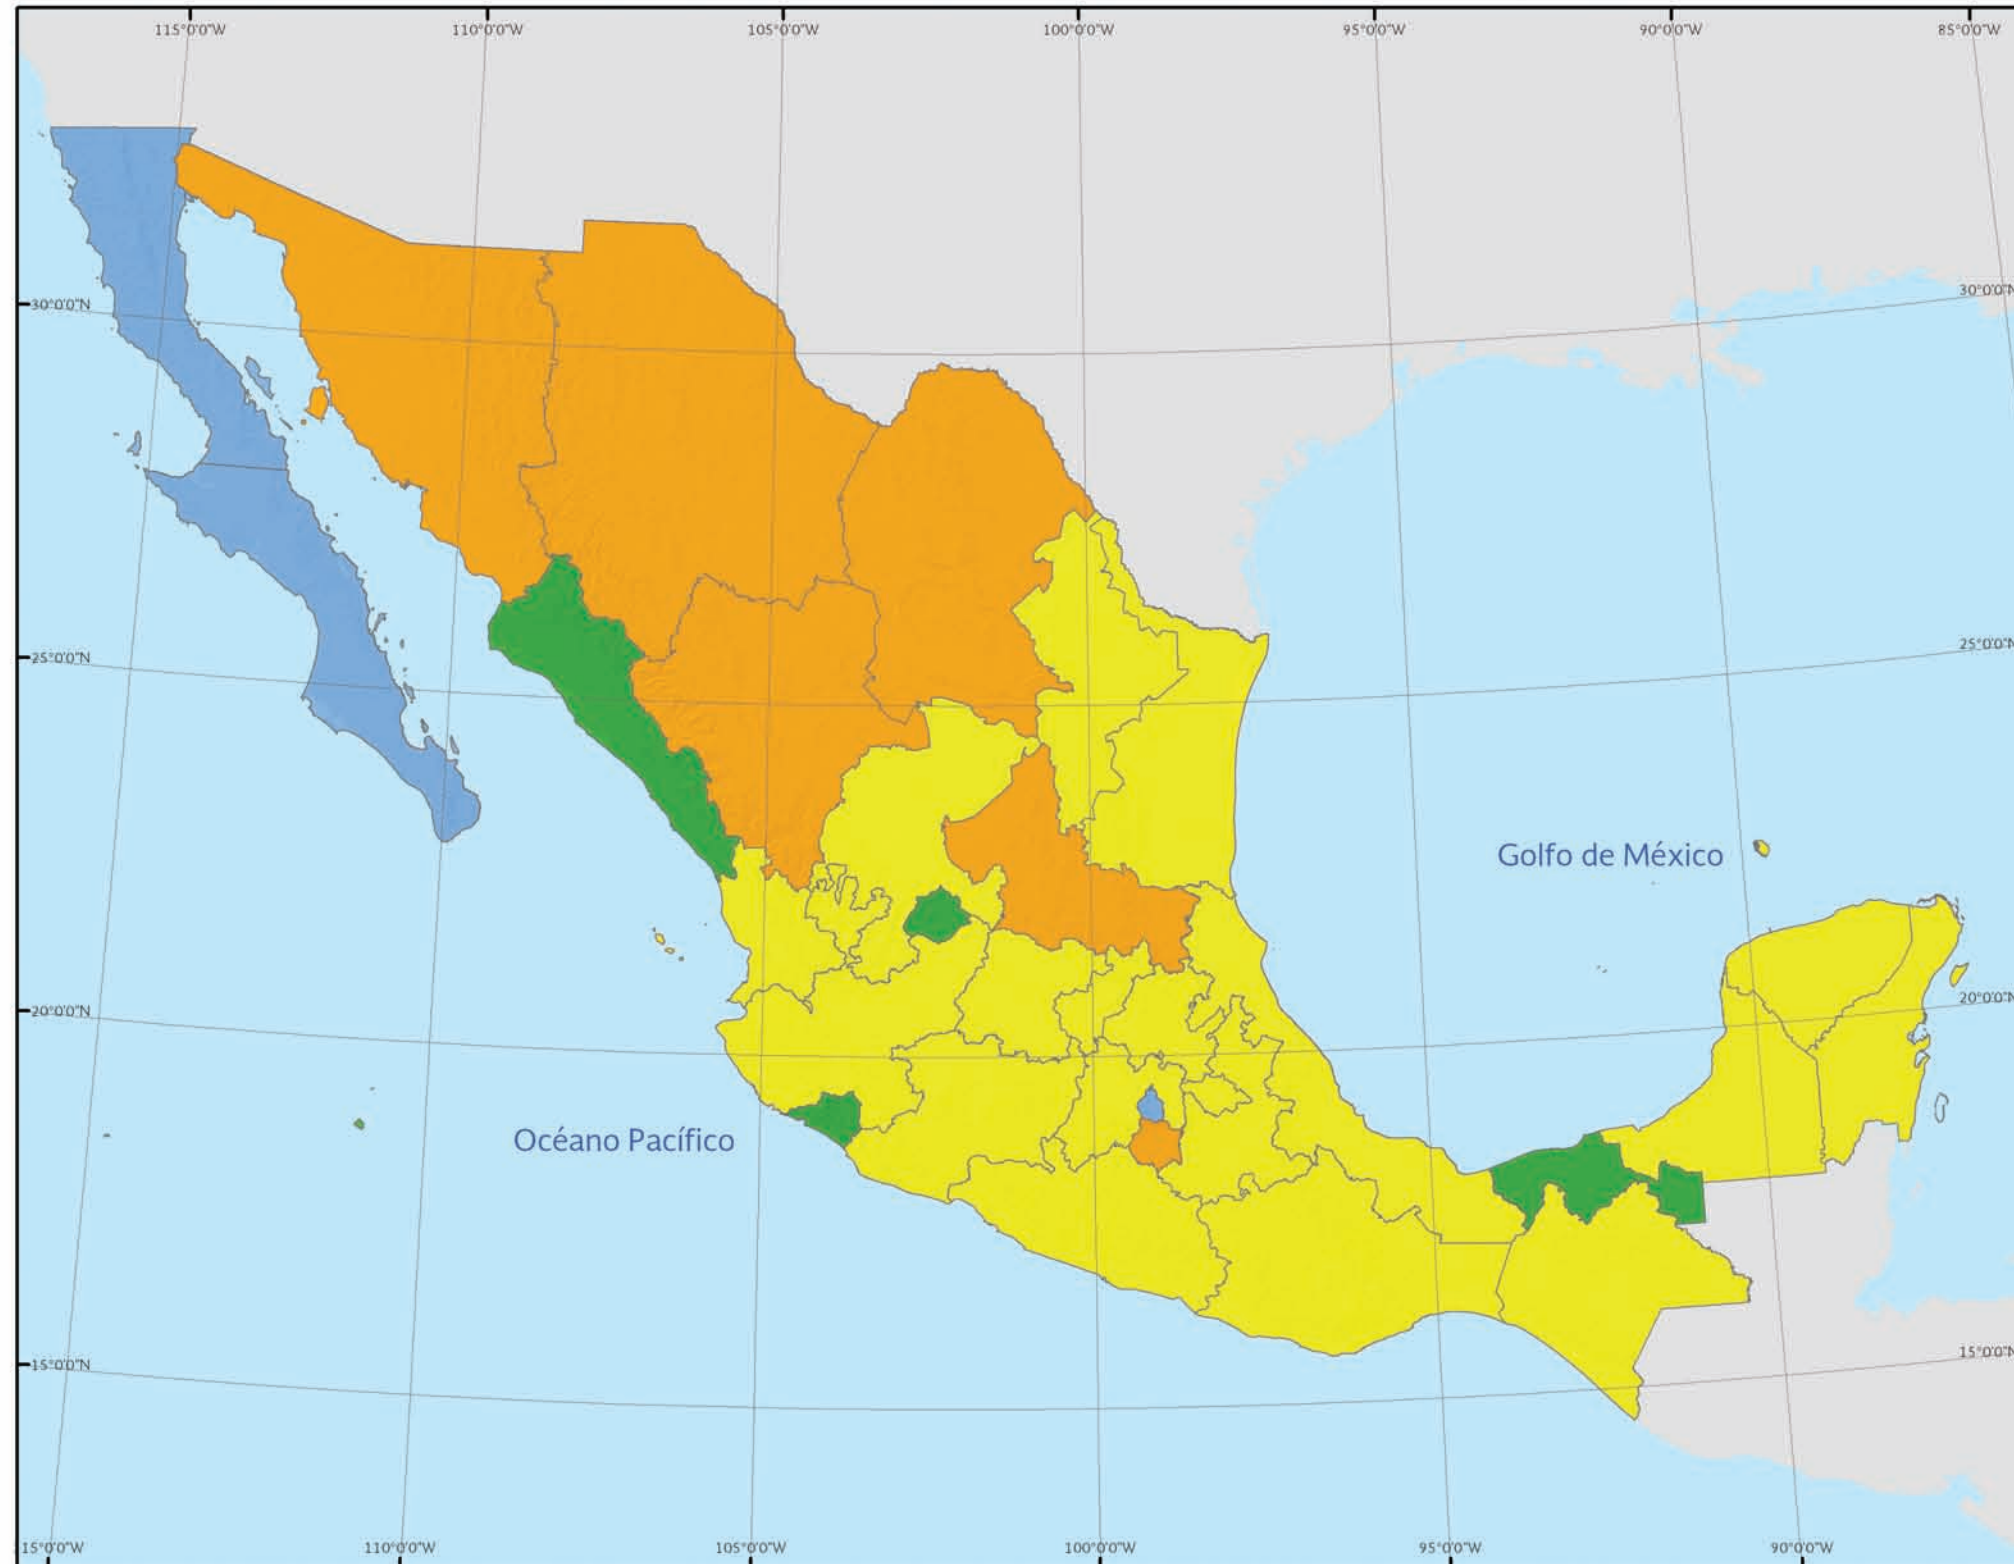 115°0'0"W 110°0'0"W 105°0'0"W 100°0'0"W 95°0'0"W 90°0'0"W 85°0'0"W
30°0'0"N 30°0'0"N
25°0'0"N 25°0'0"N
Golfo de México
20°0'0"N 20°0'0"N
Océano Pacífico
15°0'0"N 15°0'0"N
15°0'0"W 110°0'0"W 105°0'0"W 100°0'0"W 95°0'0"W 90°0'0"W